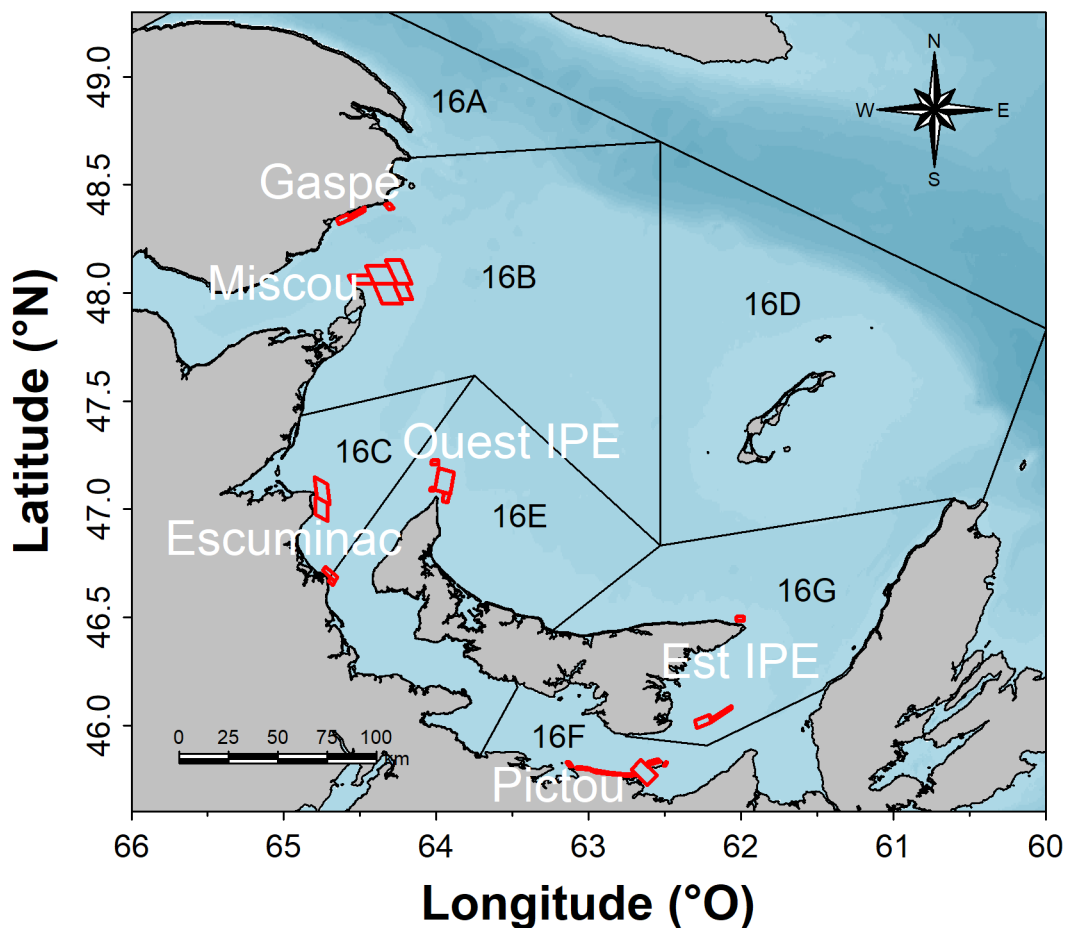 N
W E
S
16A
Gaspé
Miscou
16B
16D
Ouest IPE
16C
16E
Escuminac
16G
Est IPE
16F
Pictou
0 25 50 75 100
km
49.0
48.5
48.0
47.5
47.0
46.5
46.0
Latitude (°N)
66 65 64 63 62 61 60
Longitude (°O)